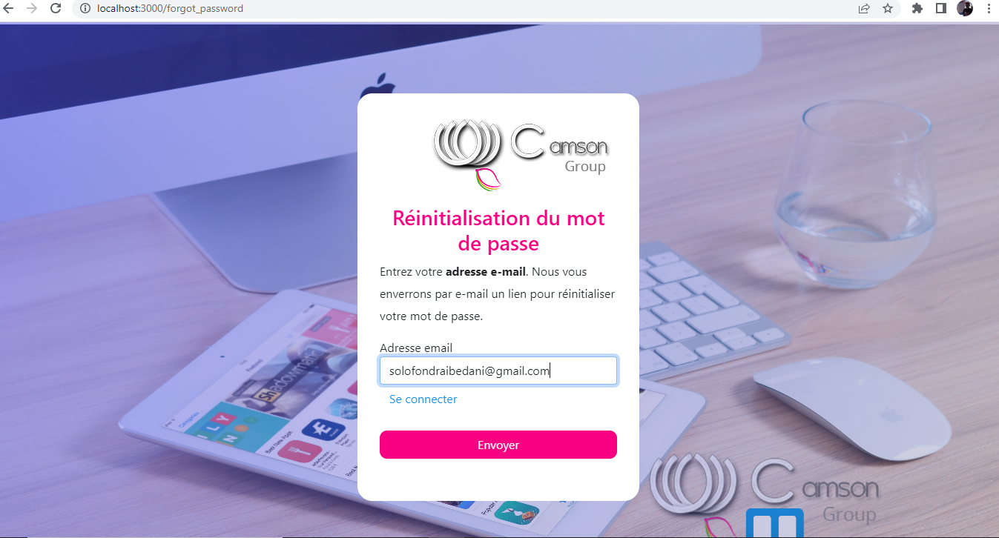 localhost:3000/forgot_password
Camson
Group
Réinitialisation du mot
de passe
Entrez votre adresse e-mail. Nous vous
enverrons par e-mail un lien pour réinitialiser
votre mot de passe.
Adresse email
solofondraibedani@gmail.com
Se connecter
Envoyer
Shadowmatic
Camson
Group